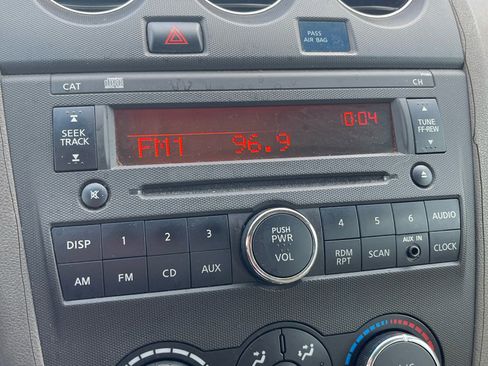 PASS
AIR BAG
CAT
CH
SEEK
TRACK
10:04
FM1 96.9
TUNE
FF-REW
DISP
1
2
3
PUSH
PWR
VOL
4
5
6
AUDIO
AM
FM
CD
AUX
RDM
RPT
SCAN
AUX IN
CLOCK